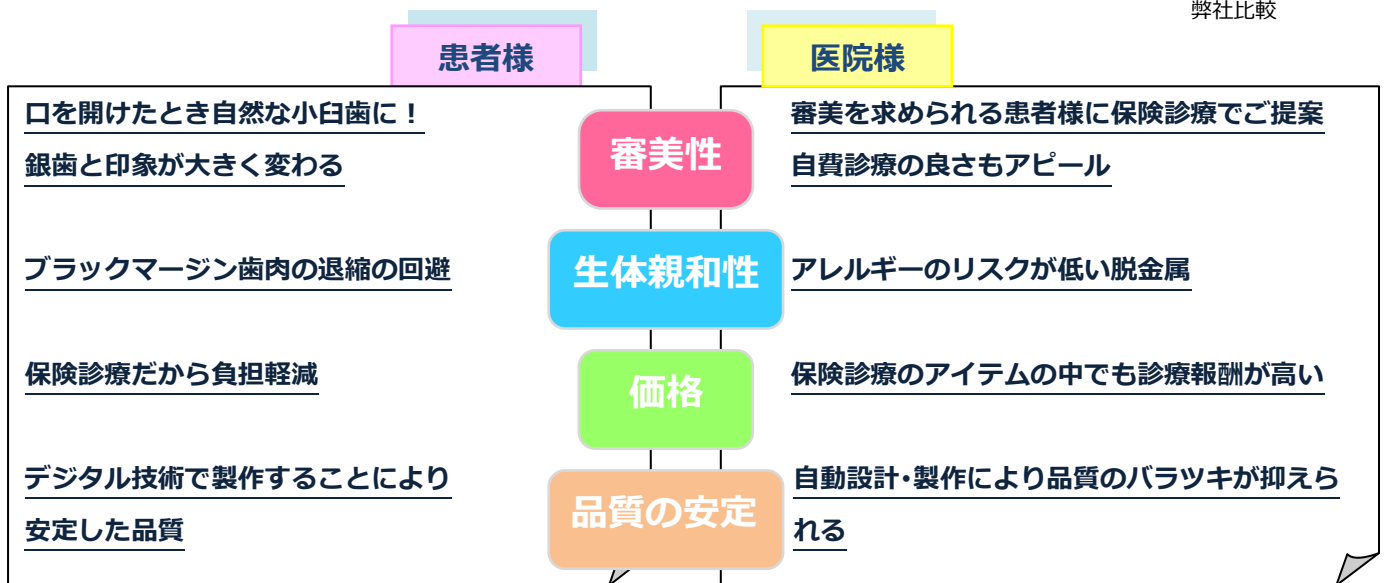 弊社比較
患者様
医院様
口を開けたとき自然な小臼歯に！
銀歯と印象が大きく変わる
審美性
審美を求められる患者様に保険診療でご提案
自費診療の良さもアピール
ブラックマージン歯肉の退縮の回避
生体親和性
アレルギーのリスクが低い脱金属
保険診療だから負担軽減
価格
保険診療のアイテムの中でも診療報酬が高い
デジタル技術で製作することにより
安定した品質
品質の安定
自動設計・製作により品質のバラツキが抑えら
れる